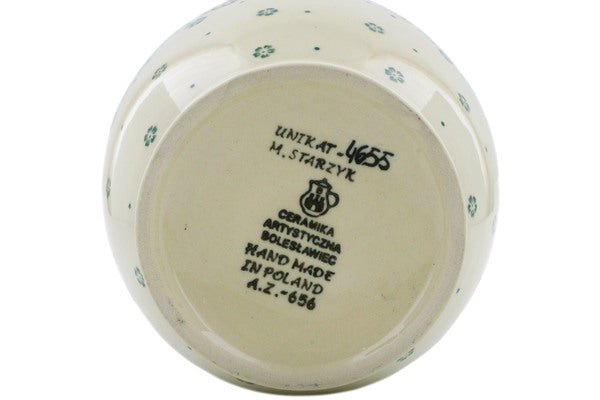 UNIKAT-4655
M. STARZYK
CERAMIKA
ARTYSTYCZNA
BOLESŁAWIEC
HAND MADE
IN POLAND
A.Z.-656